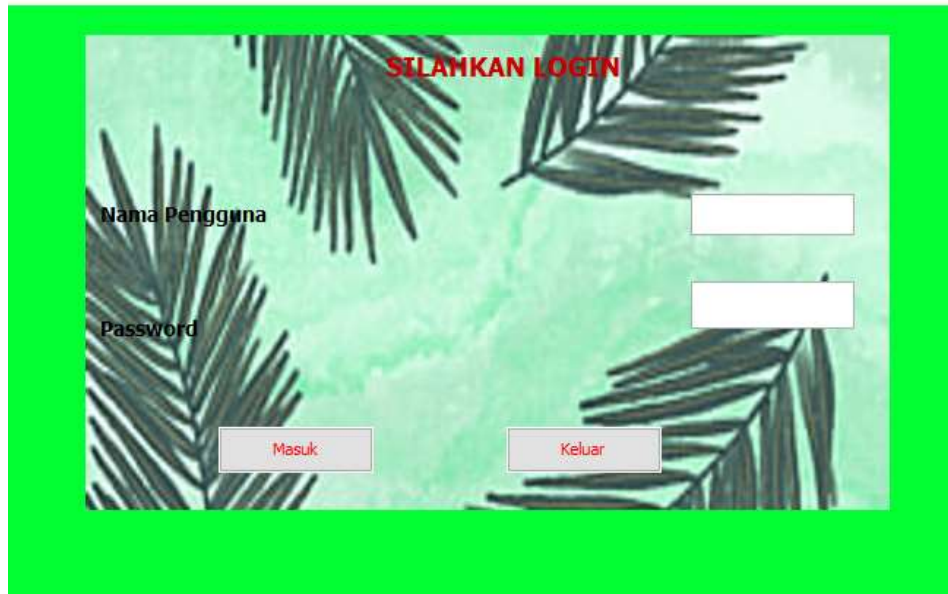 SILAHKAN LOGIN
Nama Pengguna
Password
Masuk
Keluar